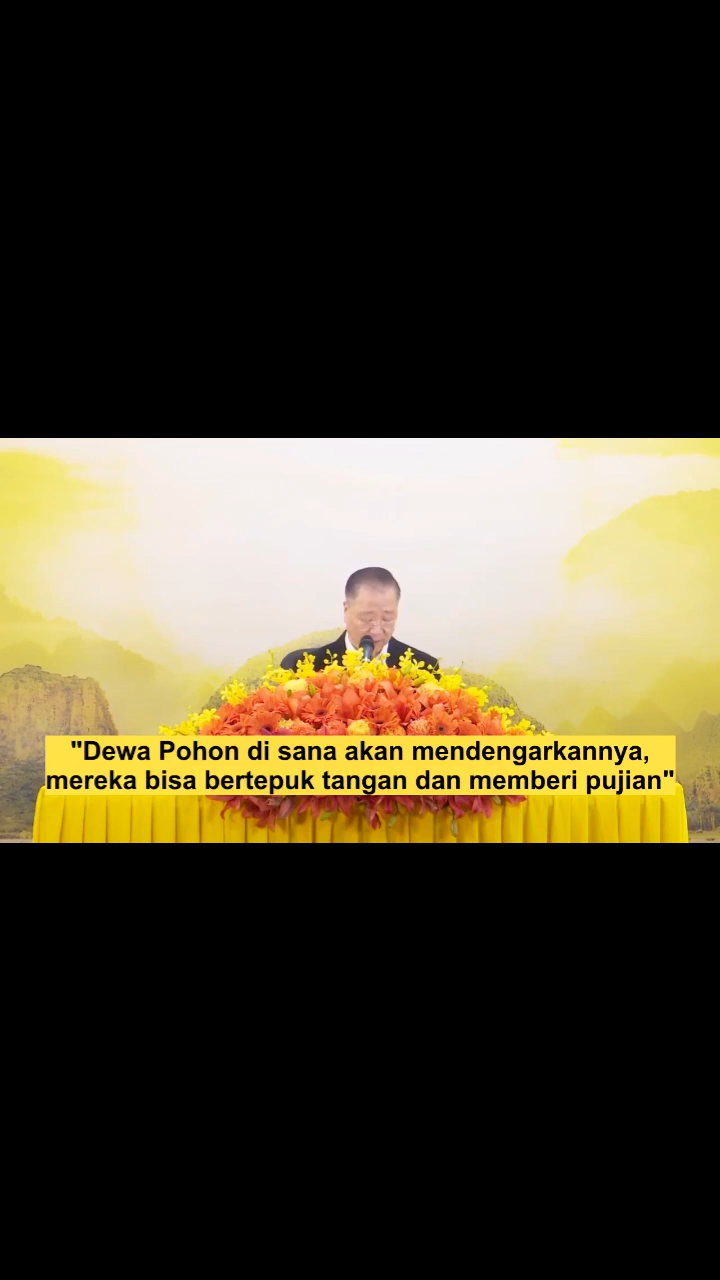 "Dewa Pohon di sana akan mendengarkannya,
mereka bisa bertepuk tangan dan memberi pujian"